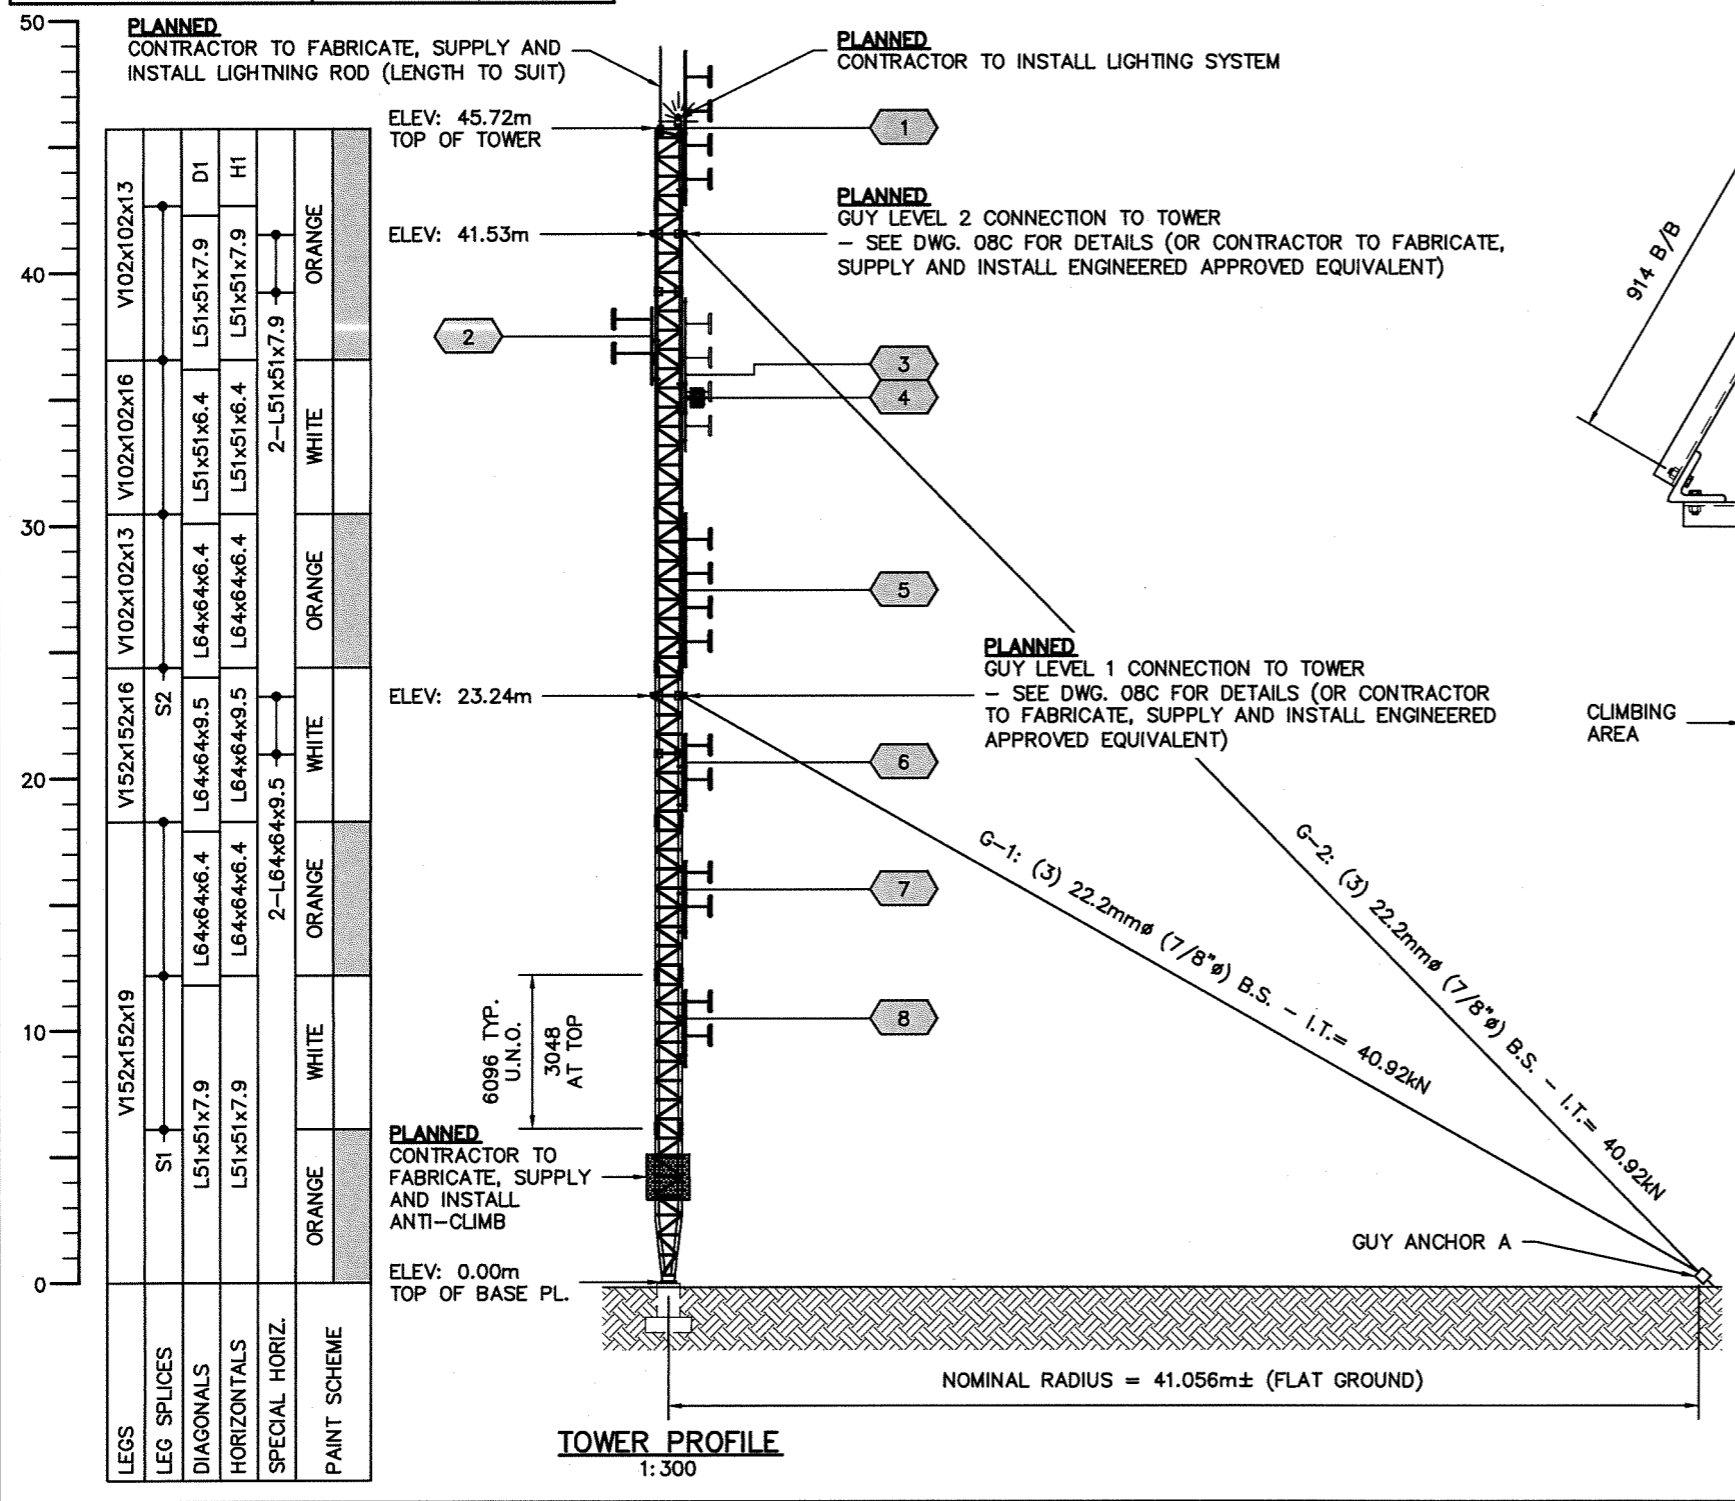 50
40
30
20
10
0
PLANNED
CONTRACTOR TO FABRICATE, SUPPLY AND
INSTALL LIGHTNING ROD (LENGTH TO SUIT)
PLANNED
CONTRACTOR TO INSTALL LIGHTING SYSTEM
ELEV: 45.72m
TOP OF TOWER
1
PLANNED
GUY LEVEL 2 CONNECTION TO TOWER
– SEE DWG. 08C FOR DETAILS (OR CONTRACTOR TO FABRICATE,
SUPPLY AND INSTALL ENGINEERED APPROVED EQUIVALENT)
ELEV: 41.53m
2
3
4
5
PLANNED
GUY LEVEL 1 CONNECTION TO TOWER
– SEE DWG. 08C FOR DETAILS (OR CONTRACTOR
TO FABRICATE, SUPPLY AND INSTALL ENGINEERED
APPROVED EQUIVALENT)
ELEV: 23.24m
6
7
8
914 B/B
CLIMBING
AREA
G–1: (3) 22.2mmø (7/8"ø) B.S. – I.T.= 40.92kN
G–2: (3) 22.2mmø (7/8"ø) B.S. – I.T.= 40.92kN
6096 TYP.
U.N.O.
3048
AT TOP
PLANNED
CONTRACTOR TO
FABRICATE, SUPPLY
AND INSTALL
ANTI–CLIMB
GUY ANCHOR A
ELEV: 0.00m
TOP OF BASE PL.
NOMINAL RADIUS = 41.056m± (FLAT GROUND)
TOWER PROFILE
1:300
LEGS
V152x152x19
V152x152x16
V102x102x13
V102x102x16
V102x102x13
LEG SPLICES
S1
S2
DIAGONALS
L51x51x7.9
L64x64x6.4
L64x64x9.5
L64x64x6.4
L51x51x6.4
L51x51x7.9
D1
HORIZONTALS
L51x51x7.9
L64x64x6.4
L64x64x9.5
L64x64x6.4
L51x51x6.4
L51x51x7.9
H1
SPECIAL HORIZ.
2–L64x64x9.5
2–L51x51x7.9
PAINT SCHEME
ORANGE
WHITE
ORANGE
WHITE
ORANGE
WHITE
ORANGE